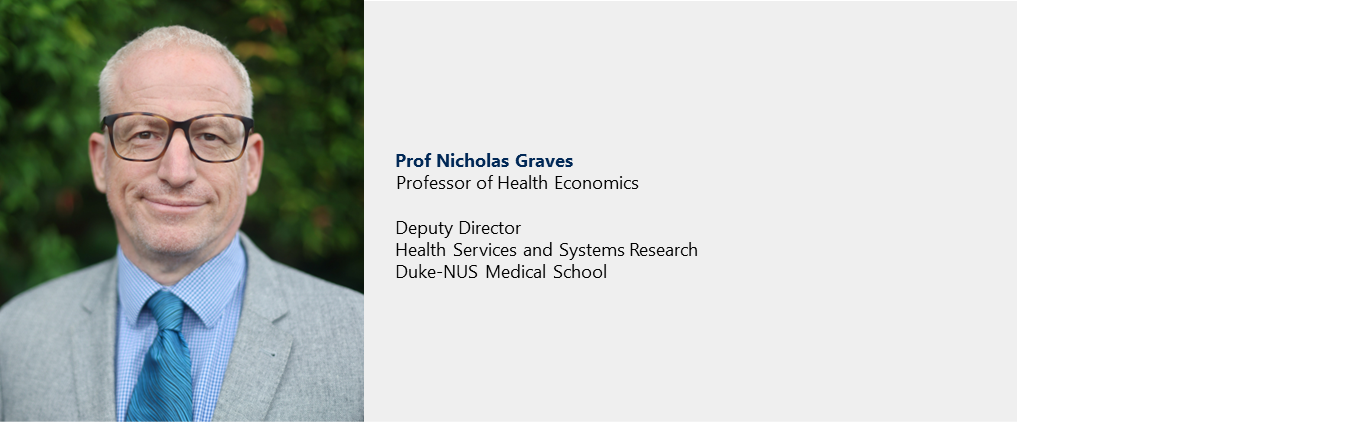 Prof Nicholas Graves
Professor of Health Economics
Deputy Director
Health Services and Systems Research
Duke-NUS Medical School